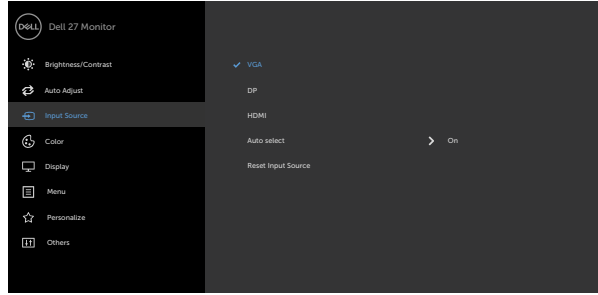 DELL Dell 27 Monitor
Brightness/Contrast
Auto Adjust
Input Source
Color
Display
Menu
Personalize
Others
VGA
DP
HDMI
Auto select On
Reset Input Source